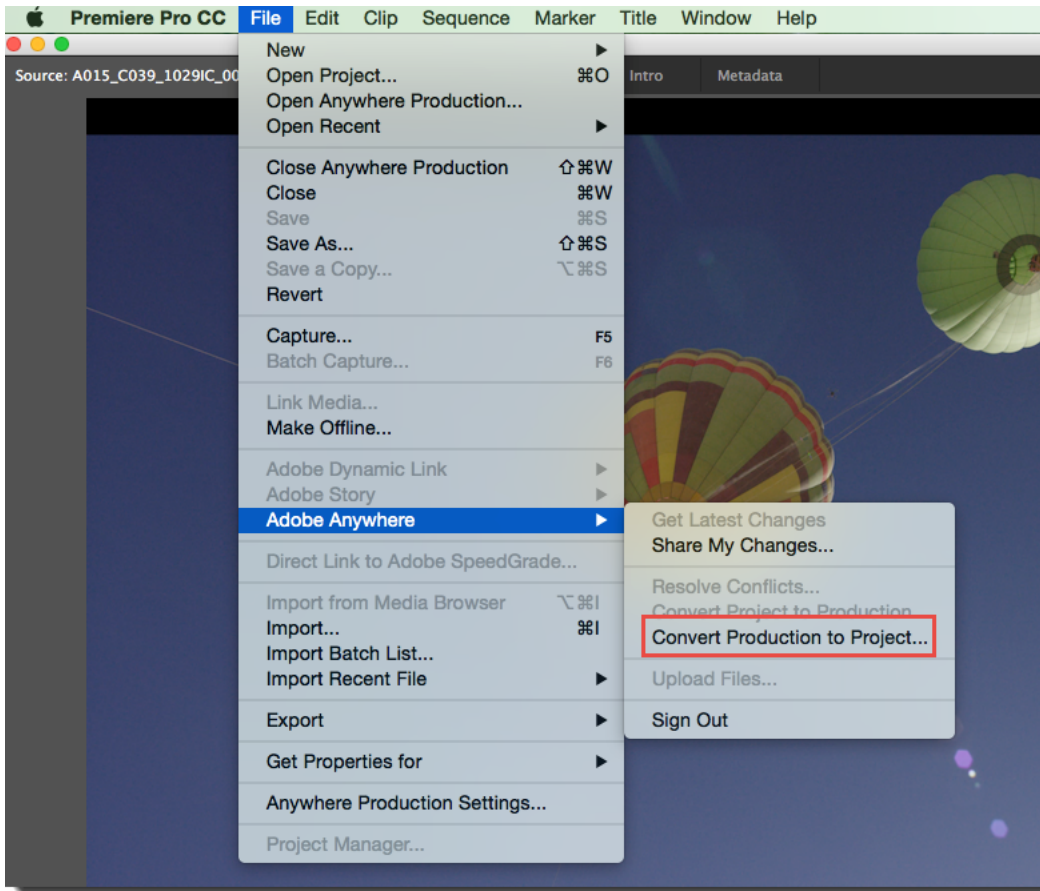 Premiere Pro CC File Edit Clip Sequence Marker Title Window Help
Source: A015_C039_1029IC_00 Intro Metadata
New ▶
Open Project... ⌘O
Open Anywhere Production...
Open Recent ▶
Close Anywhere Production ⇧⌘W
Close ⌘W
Save ⌘S
Save As... ⇧⌘S
Save a Copy... ⌥⌘S
Revert
Capture... F5
Batch Capture... F6
Link Media...
Make Offline...
Adobe Dynamic Link ▶
Adobe Story ▶
Adobe Anywhere ▶
Get Latest Changes
Share My Changes...
Resolve Conflicts...
Convert Project to Production
Convert Production to Project...
Upload Files...
Sign Out
Direct Link to Adobe SpeedGrade...
Import from Media Browser ⌥⌘I
Import... ⌘I
Import Batch List...
Import Recent File ▶
Export ▶
Get Properties for ▶
Anywhere Production Settings...
Project Manager...